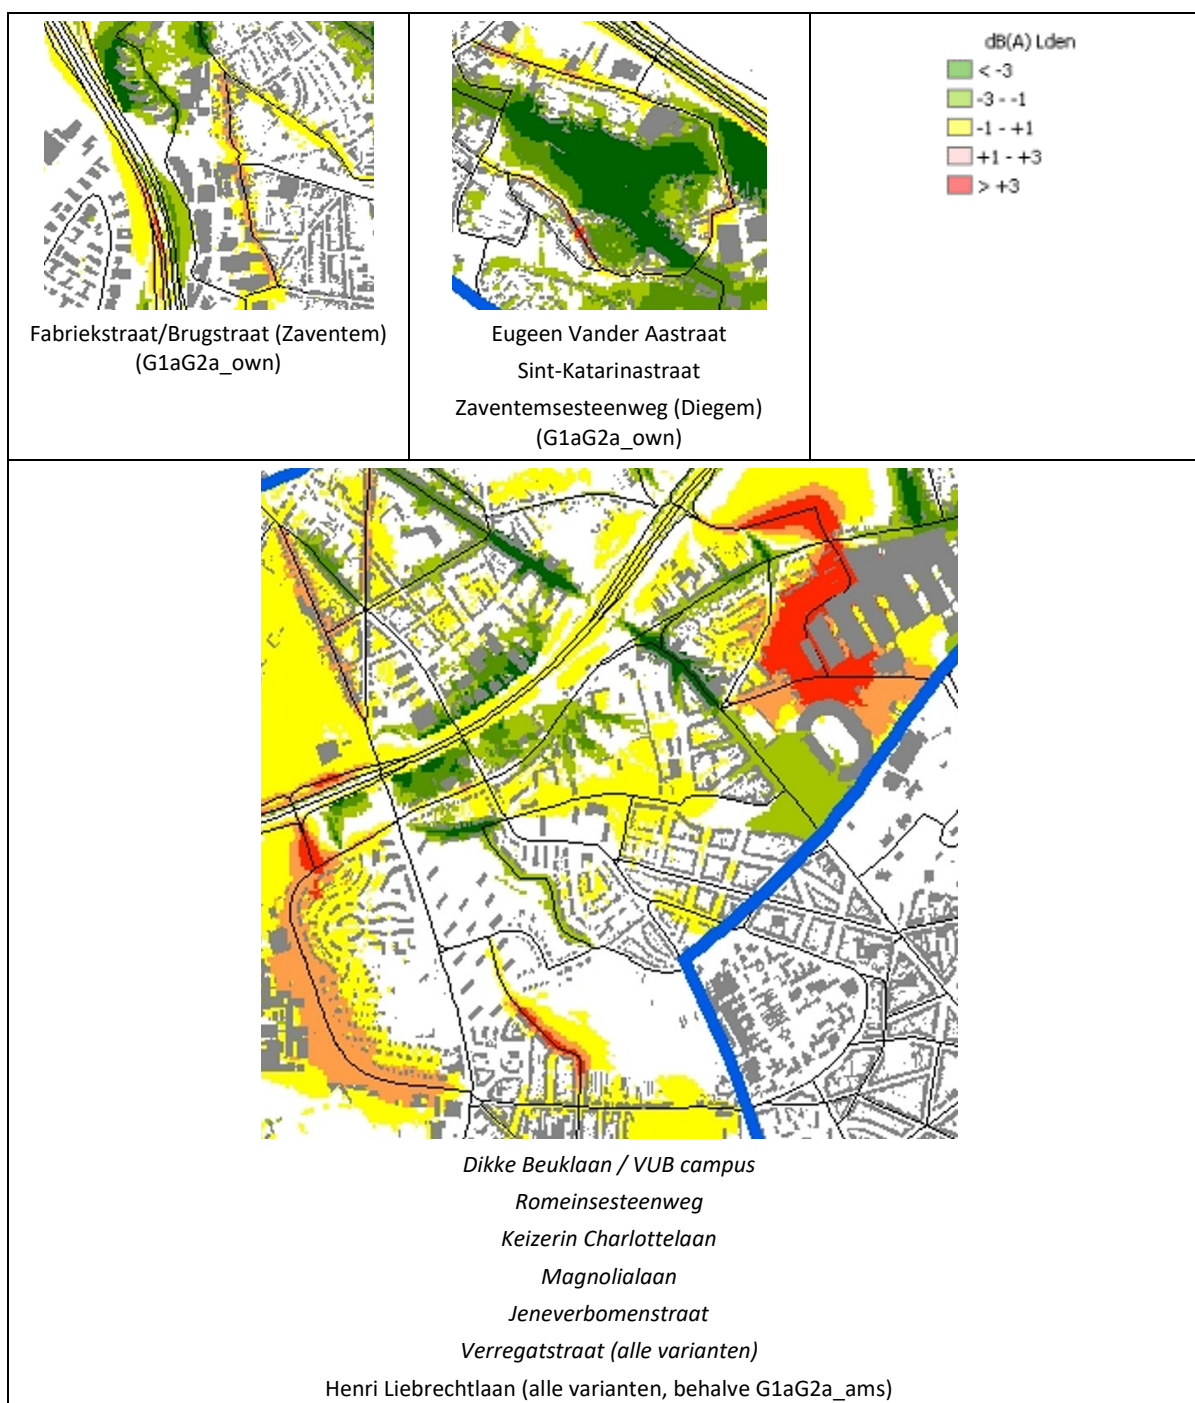 Fabriekstraat/Brugstraat (Zaventem)
(G1aG2a_own)
Eugeen Vander Aastraat
Sint-Katarinastraat
Zaventemsesteenweg (Diegem)
(G1aG2a_own)
dB(A) Lden
< -3
-3 - -1
-1 - +1
+1 - +3
> +3
Dikke Beuklaan / VUB campus
Romeinsesteenweg
Keizerin Charlottelaan
Magnolialaan
Jeneverbomenstraat
Verregatstraat (alle varianten)
Henri Liebrechtlaan (alle varianten, behalve G1aG2a_ams)